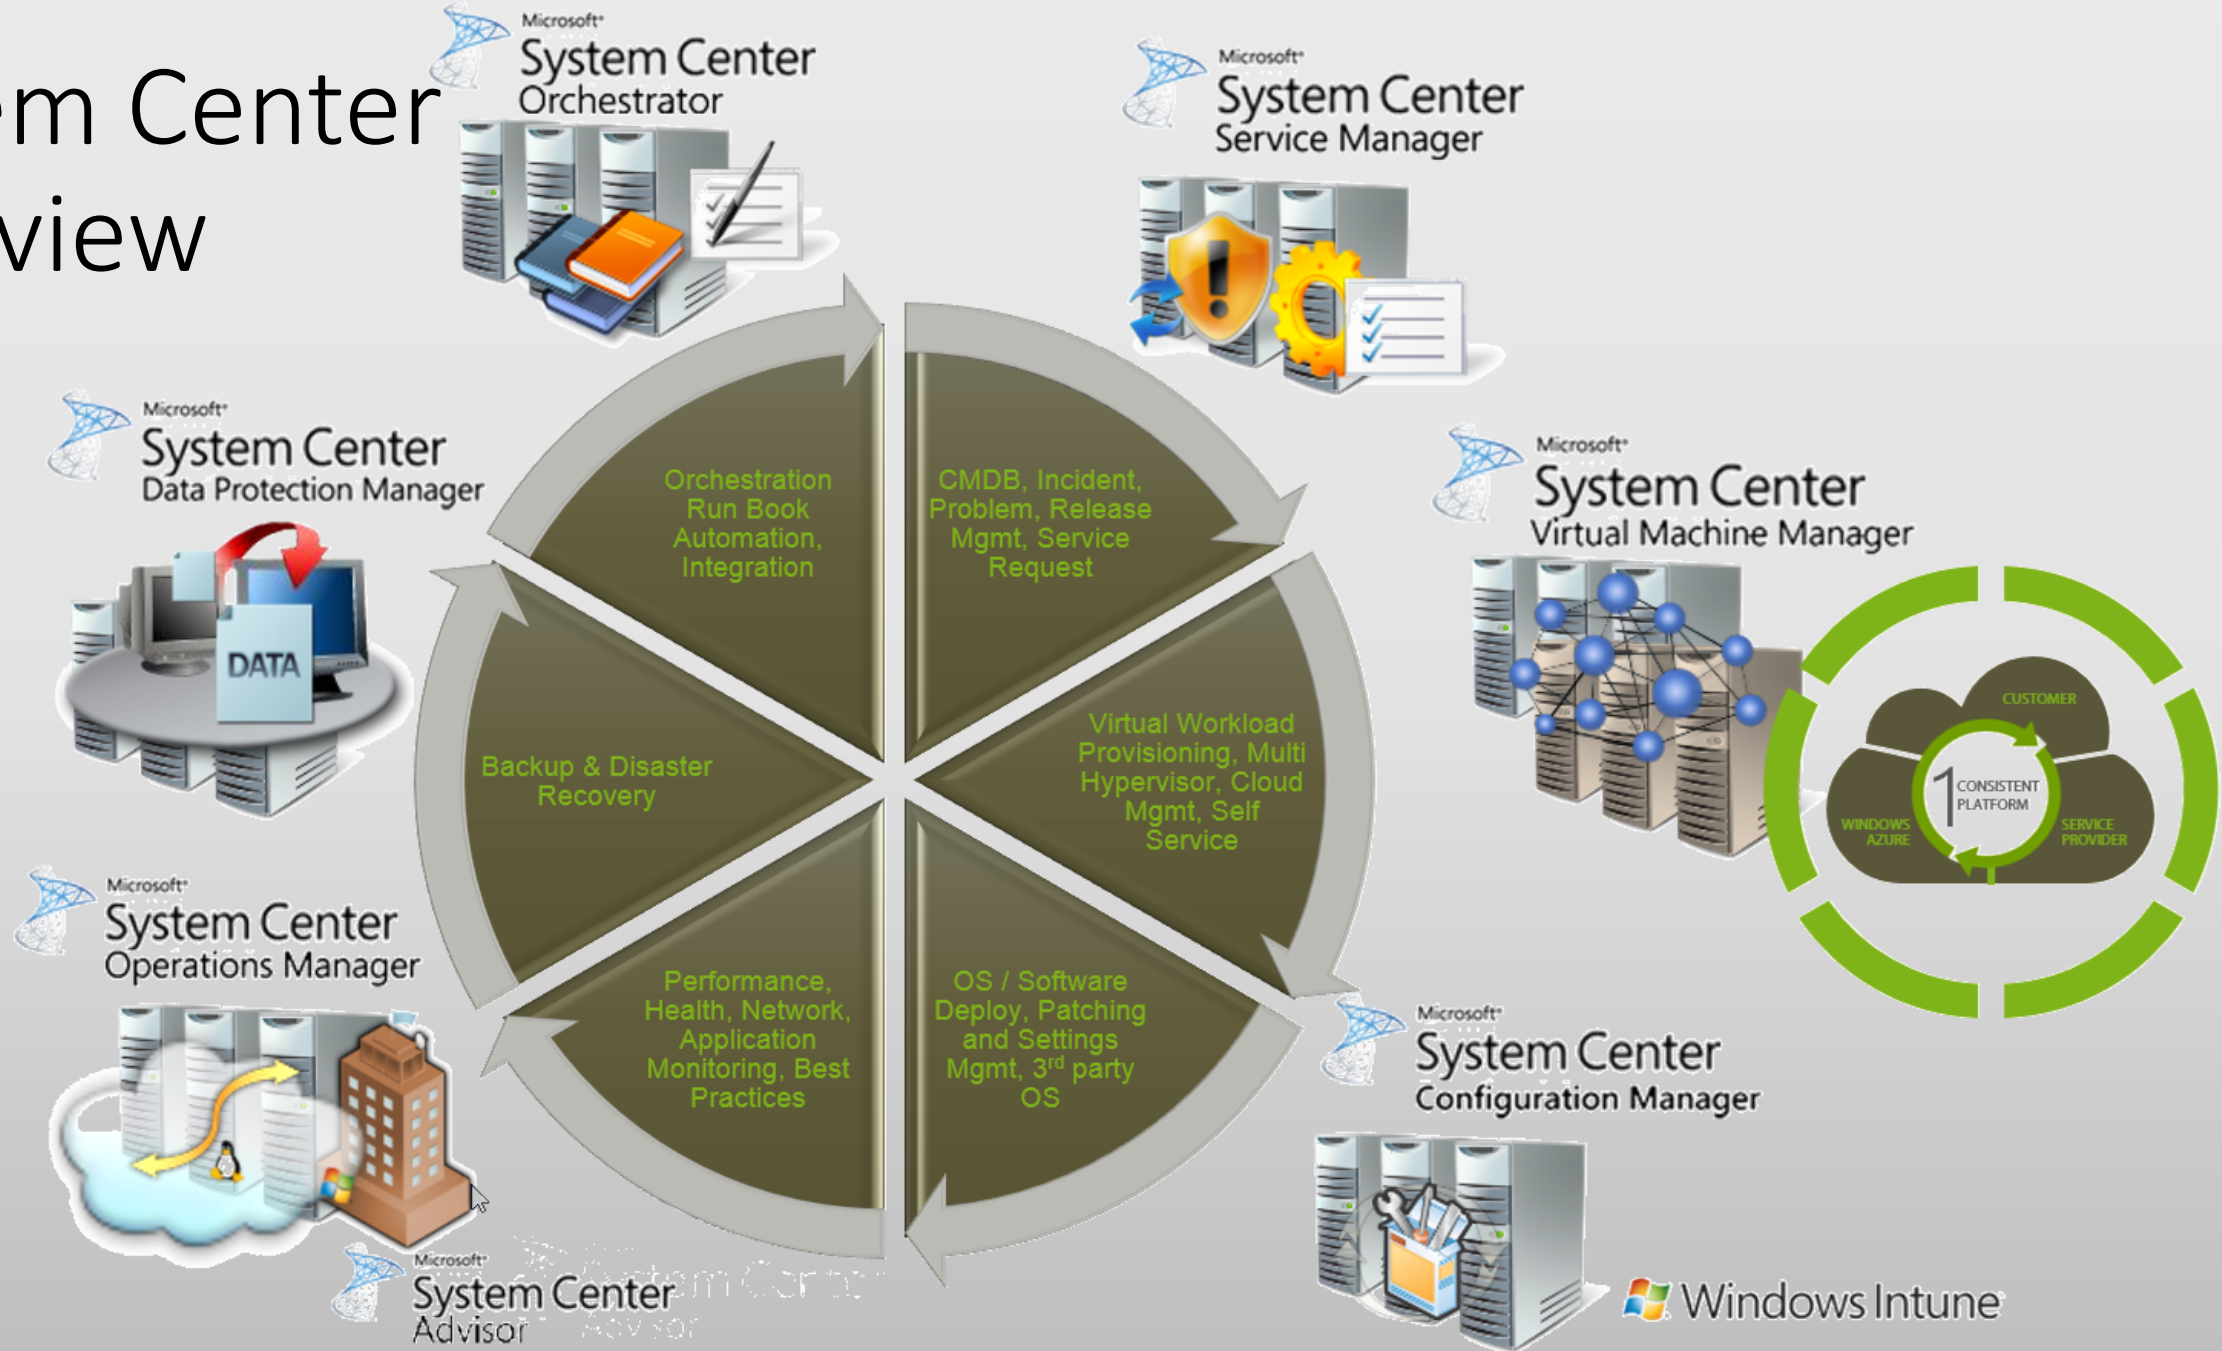 em Center
view
Microsoft®
System Center
Orchestrator
Microsoft®
System Center
Service Manager
Microsoft®
System Center
Data Protection Manager
DATA
Microsoft®
System Center
Virtual Machine Manager
Orchestration
Run Book
Automation,
Integration
CMDB, Incident,
Problem, Release
Mgmt, Service
Request
Virtual Workload
Provisioning, Multi
Hypervisor, Cloud
Mgmt, Self
Service
Backup & Disaster
Recovery
Performance,
Health, Network,
Application
Monitoring, Best
Practices
OS / Software
Deploy, Patching
and Settings
Mgmt, 3rd party
OS
CUSTOMER
1 CONSISTENT
PLATFORM
WINDOWS
AZURE
SERVICE
PROVIDER
Microsoft®
System Center
Operations Manager
Microsoft®
System Center
Configuration Manager
Microsoft®
System Center
Advisor
Windows Intune